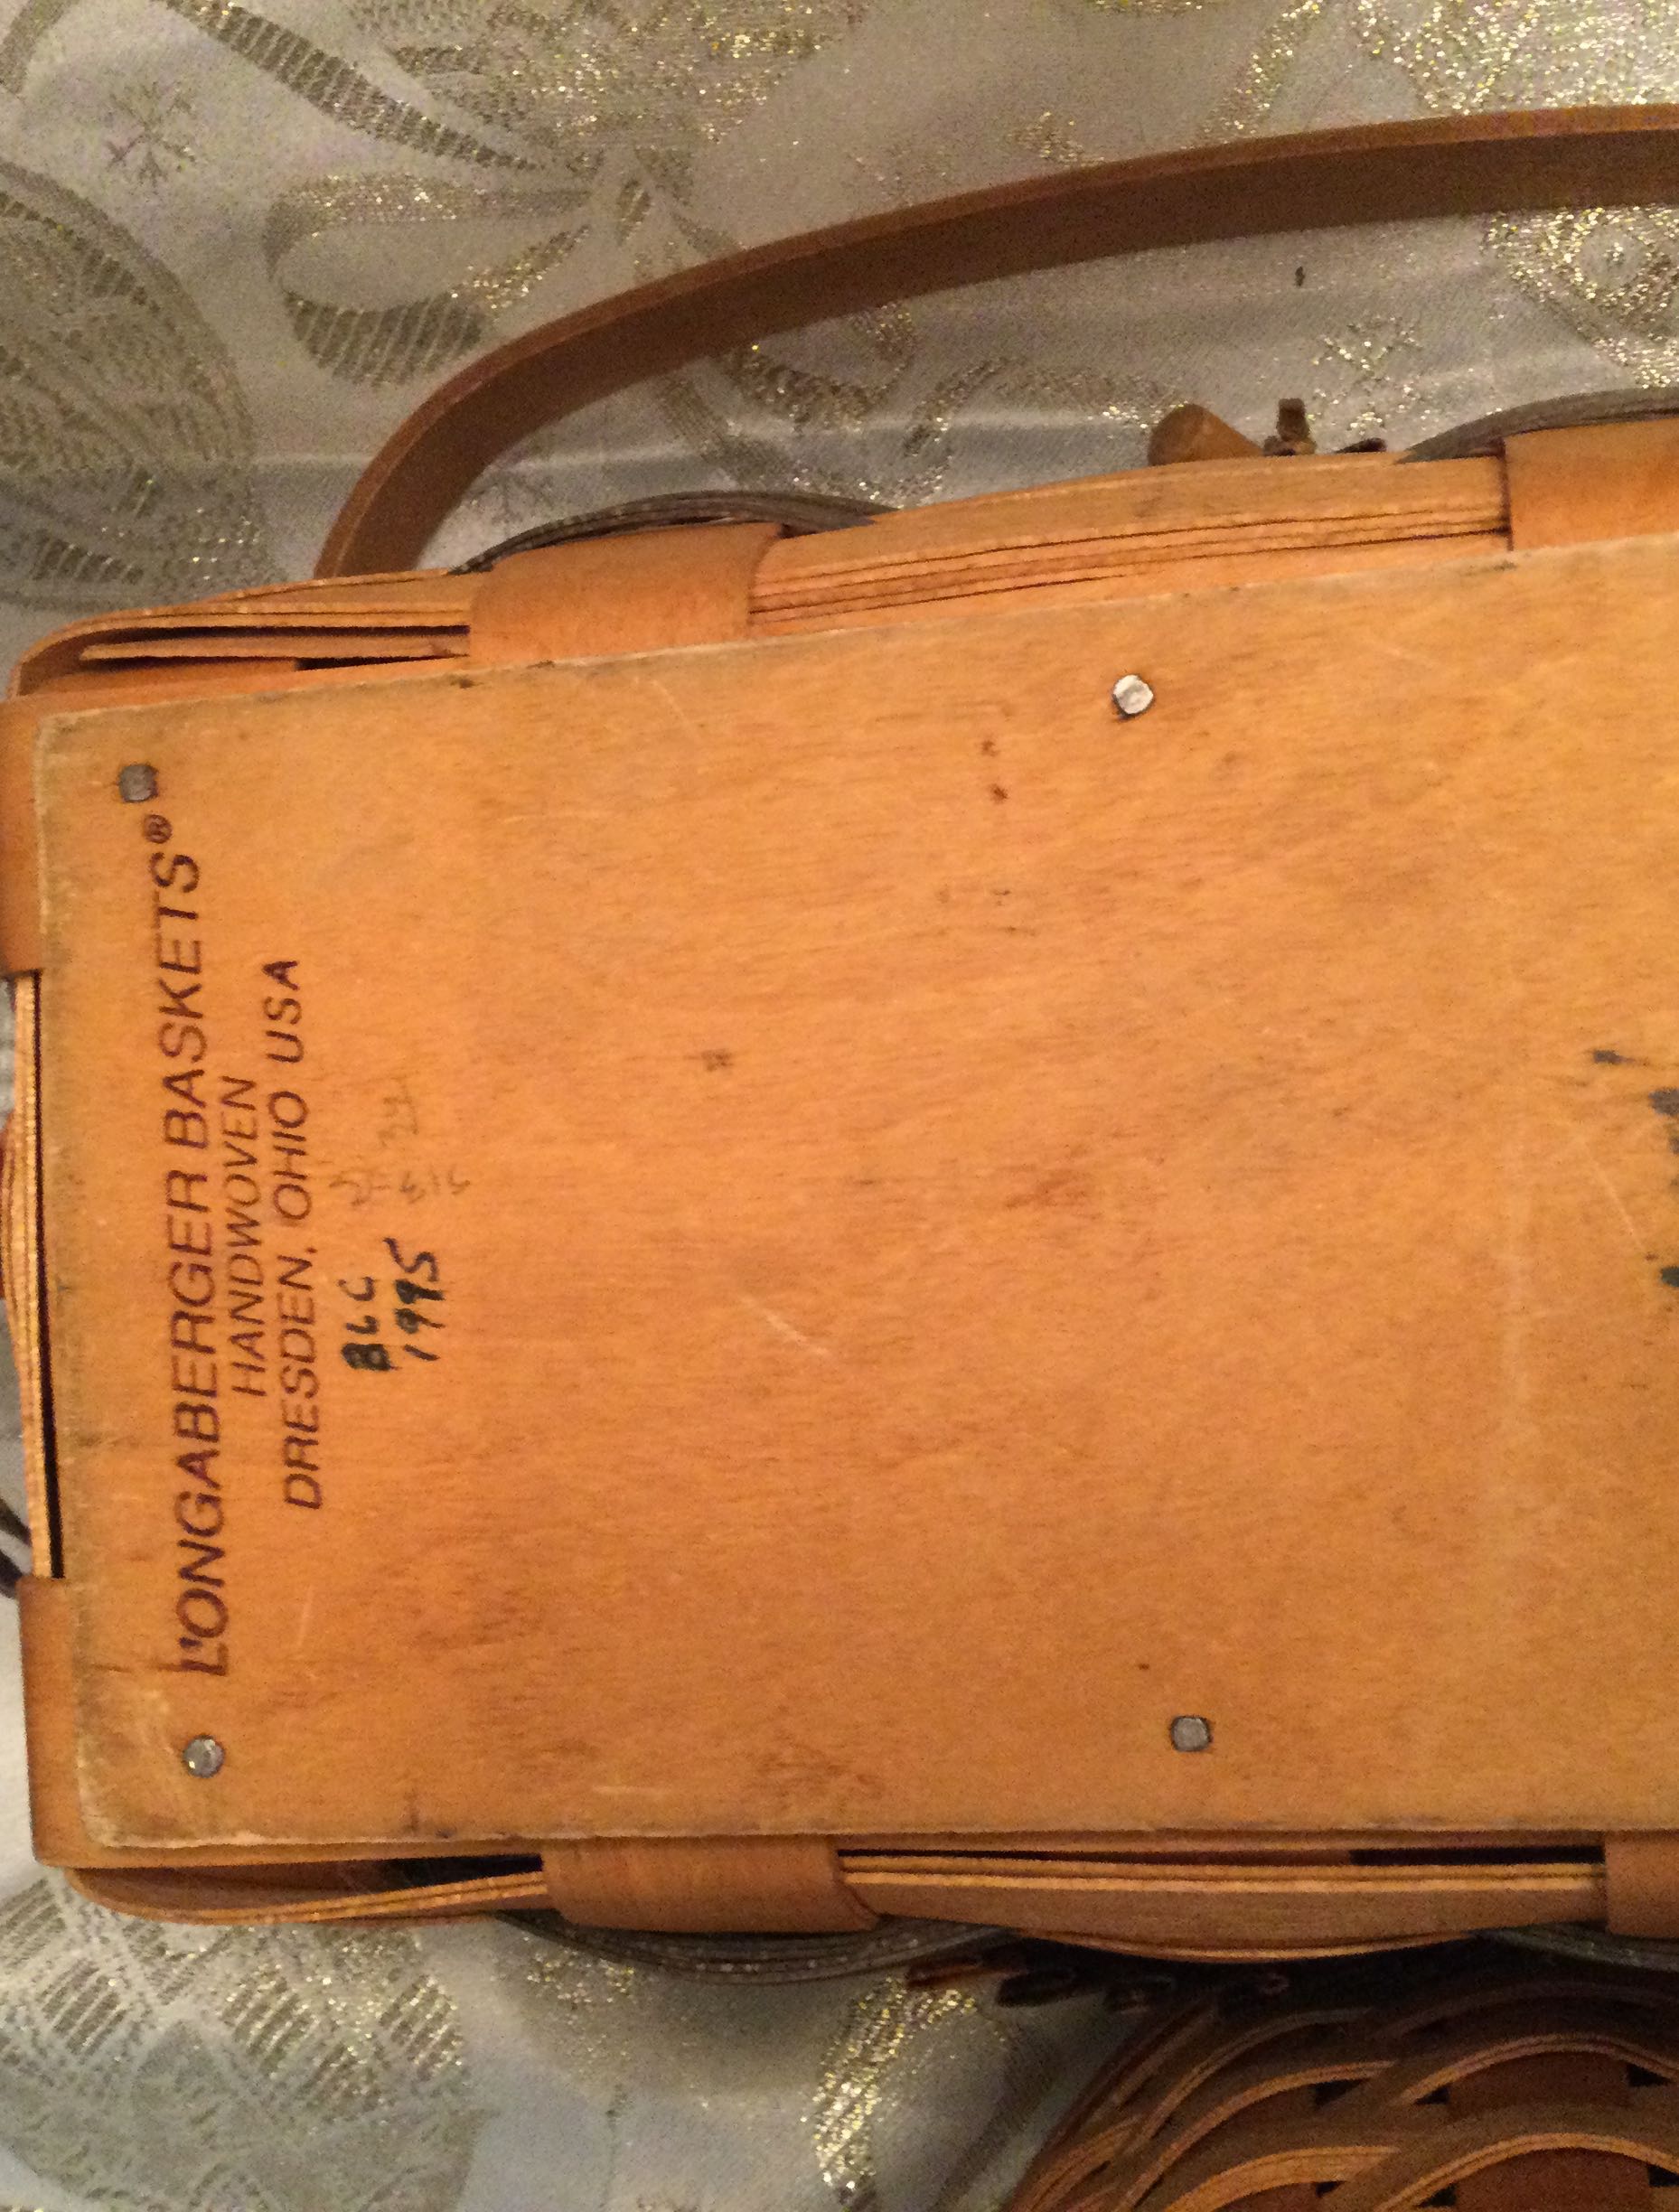 LONGABERGER BASKETS®
HANDWOVEN
DRESDEN, OHIO USA
BLC
1995